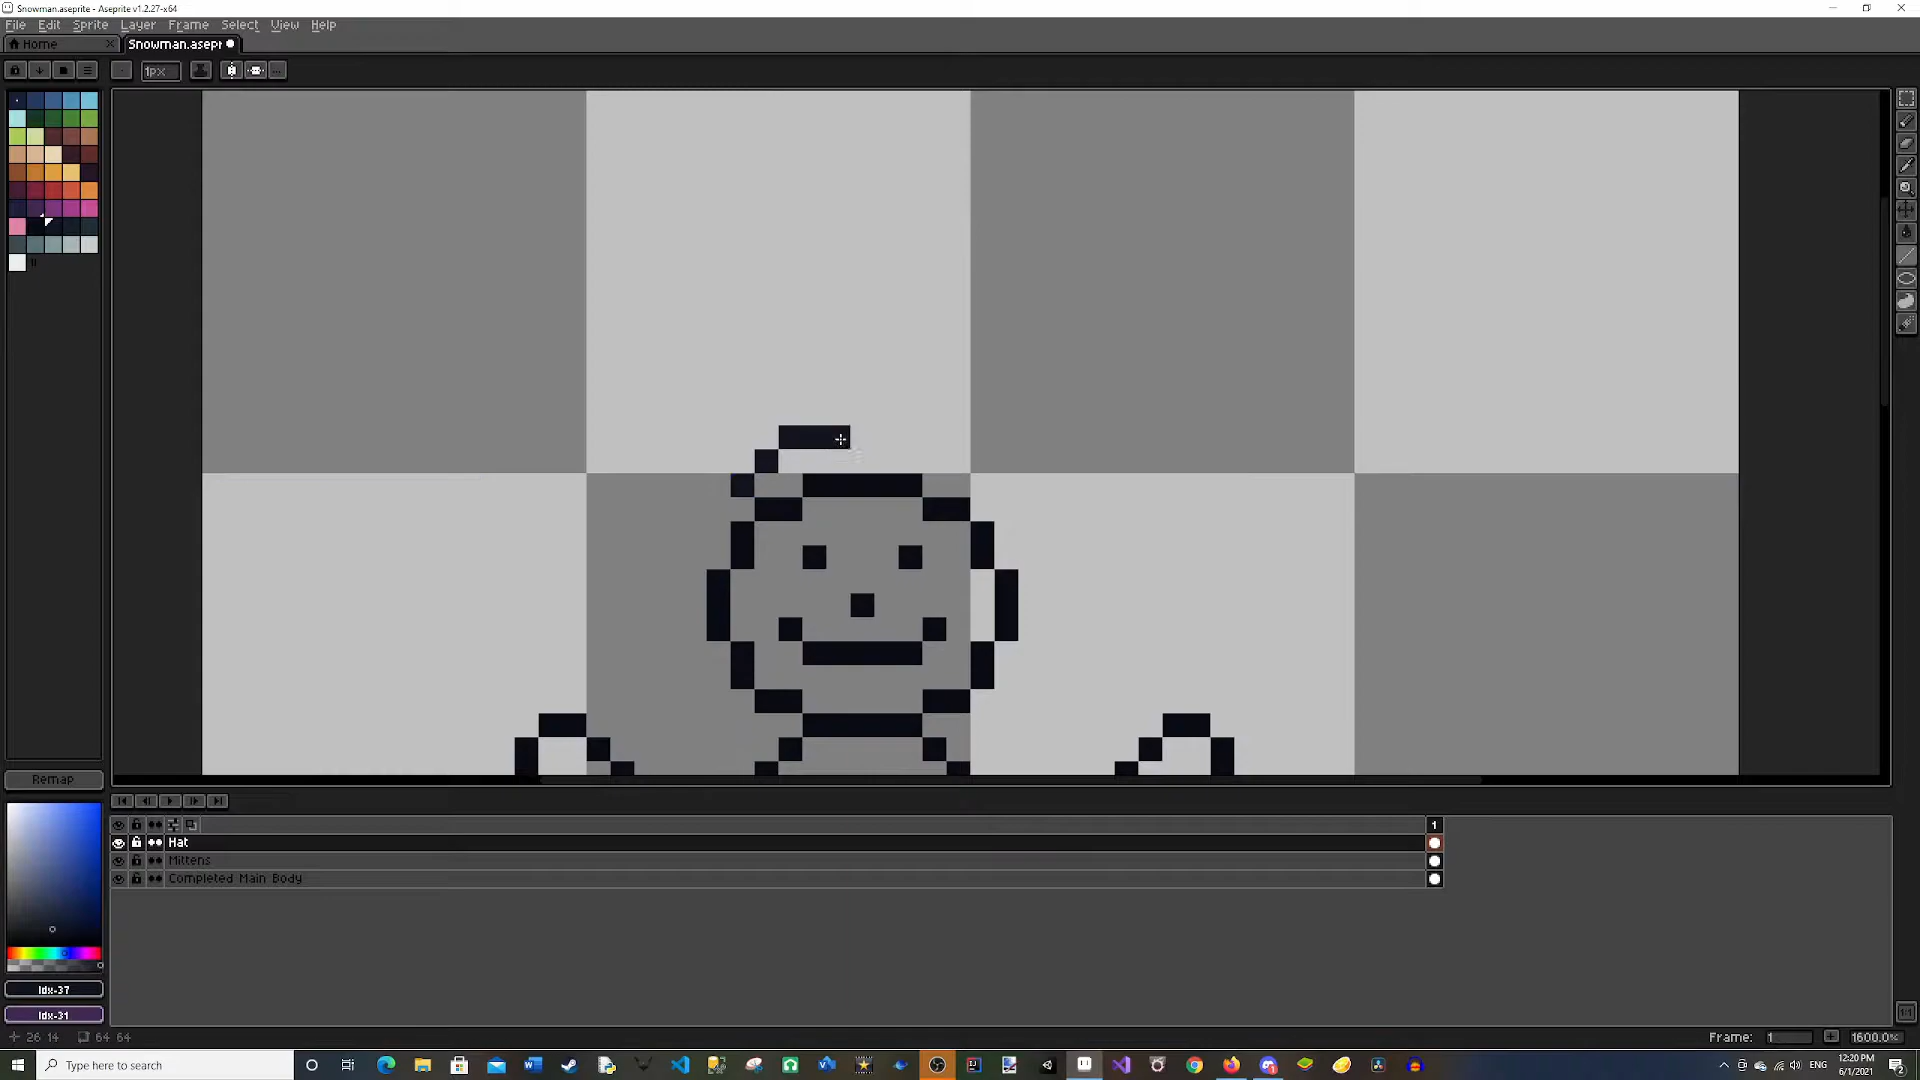 Snowman.aseprite - Aseprite v1.2.27-x64
File Edit Sprite Layer Frame Select View Help
Home Snowman.asepr
1px
Remap
1
Hat
Mittens
Completed Main Body
Idx-37
Idx-31
26 14 64 64
Frame: 1 1600.0%
Type here to search
ENG
12:20 PM
6/1/2021